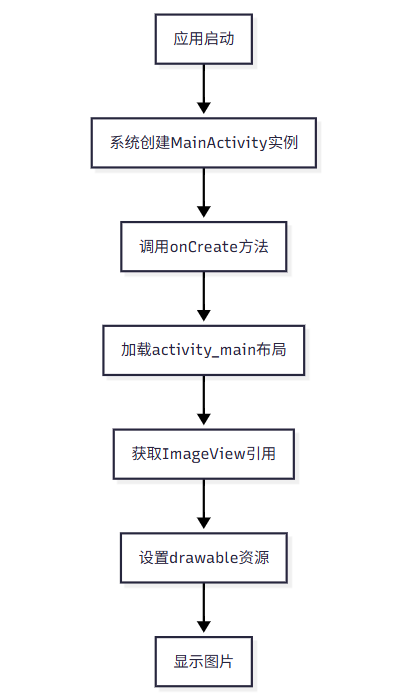 应用启动
系统创建MainActivity实例
调用onCreate方法
加载activity_main布局
获取ImageView引用
设置drawable资源
显示图片